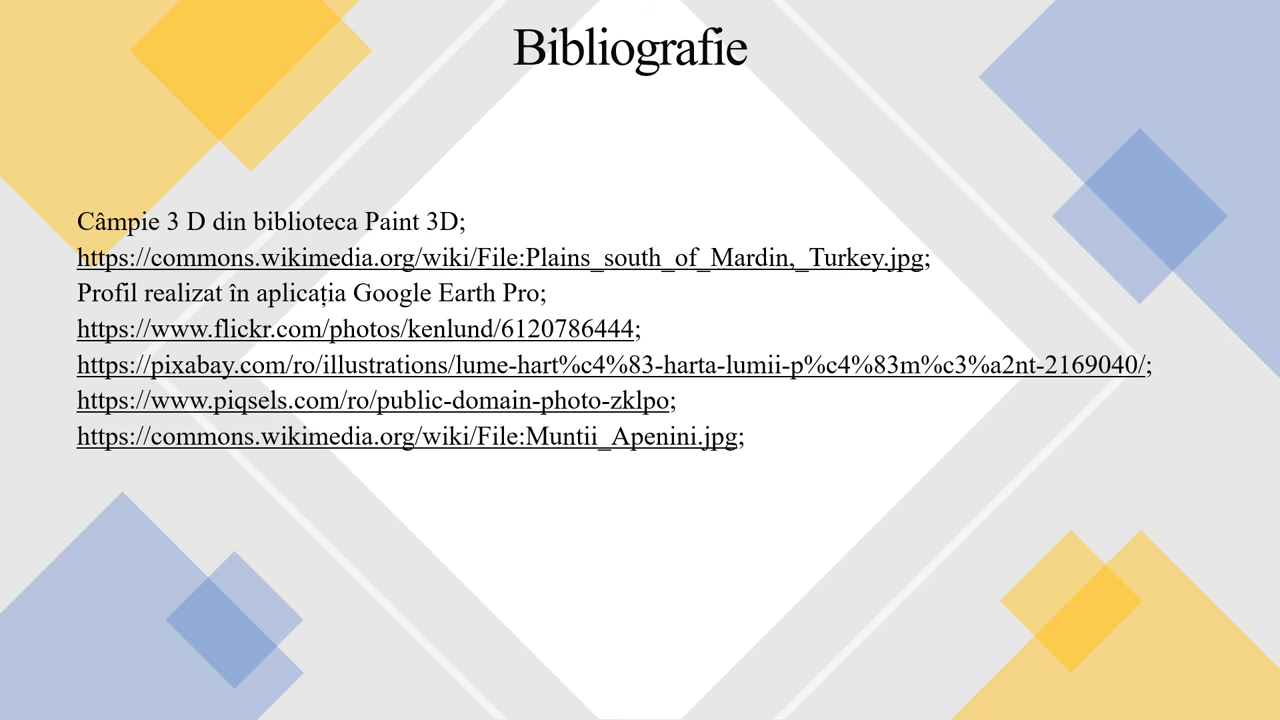 Bibliografie
Câmpie 3 D din biblioteca Paint 3D;
https://commons.wikimedia.org/wiki/File:Plains_south_of_Mardin,_Turkey.jpg;
Profil realizat în aplicația Google Earth Pro;
https://www.flickr.com/photos/kenlund/6120786444;
https://pixabay.com/ro/illustrations/lume-hart%c4%83-harta-lumii-p%c4%83m%c3%a2nt-2169040/;
https://www.piqsels.com/ro/public-domain-photo-zklpo;
https://commons.wikimedia.org/wiki/File:Muntii_Apenini.jpg;